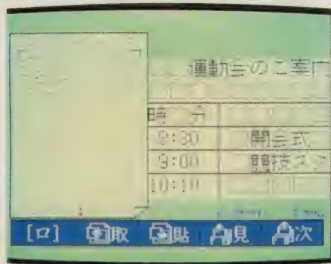 運動会のご案内
時 分
8:30 開会式
9:00 競技ス
10:10
[ロ] 取 貼 見 次